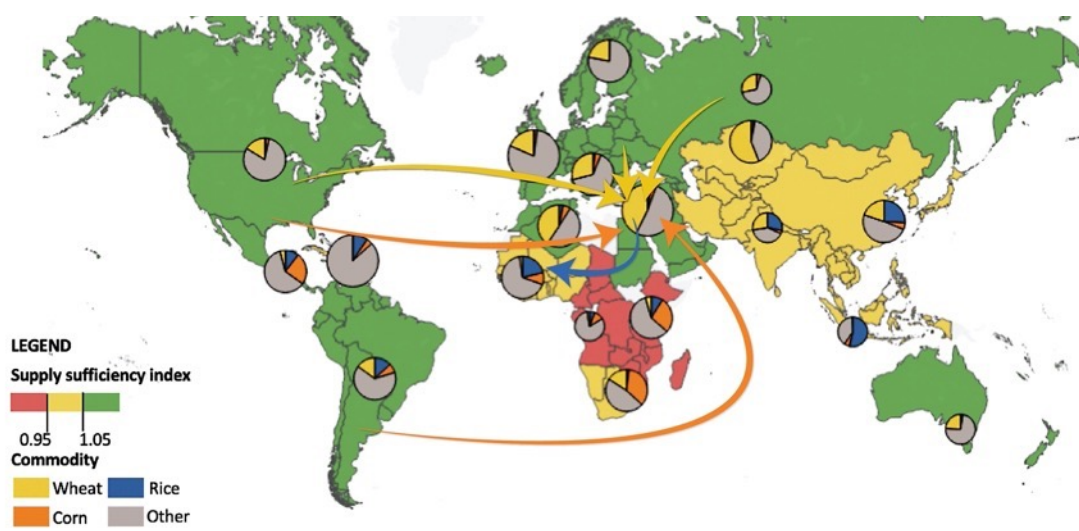 LEGEND
Supply sufficiency index
0.95 1.05
Commodity
Wheat Rice
Corn Other